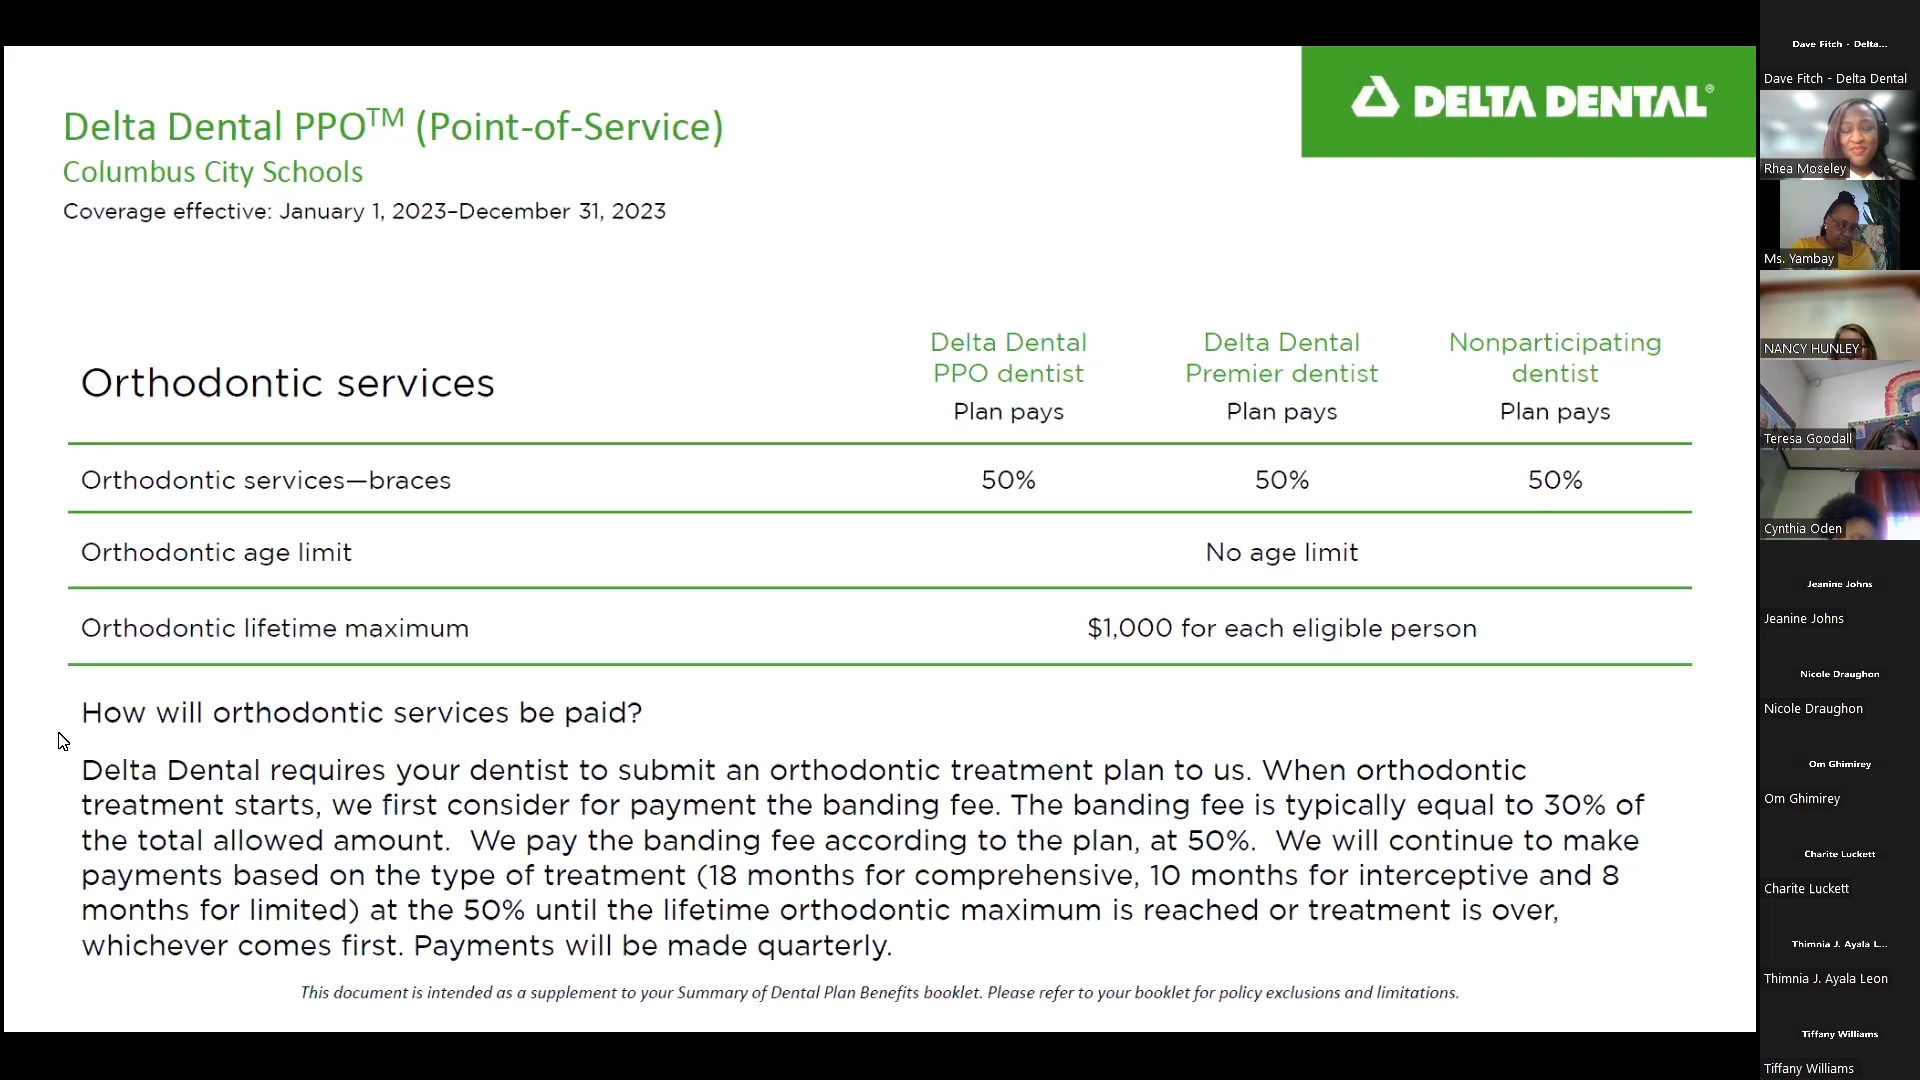 Delta Dental PPO™ (Point-of-Service)
Columbus City Schools
Coverage effective: January 1, 2023–December 31, 2023
DELTA DENTAL®
Orthodontic services
Delta Dental
PPO dentist
Plan pays
Delta Dental
Premier dentist
Plan pays
Nonparticipating
dentist
Plan pays
Orthodontic services—braces 50% 50% 50%
Orthodontic age limit No age limit
Orthodontic lifetime maximum $1,000 for each eligible person
How will orthodontic services be paid?
Delta Dental requires your dentist to submit an orthodontic treatment plan to us. When orthodontic
treatment starts, we first consider for payment the banding fee. The banding fee is typically equal to 30% of
the total allowed amount.  We pay the banding fee according to the plan, at 50%.  We will continue to make
payments based on the type of treatment (18 months for comprehensive, 10 months for interceptive and 8
months for limited) at the 50% until the lifetime orthodontic maximum is reached or treatment is over,
whichever comes first. Payments will be made quarterly.
This document is intended as a supplement to your Summary of Dental Plan Benefits booklet. Please refer to your booklet for policy exclusions and limitations.
Dave Fitch - Delta...
Dave Fitch - Delta Dental
Rhea Moseley
Ms. Yambay
NANCY HUNLEY
Teresa Goodall
Cynthia Oden
Jeanine Johns
Jeanine Johns
Nicole Draughon
Nicole Draughon
Om Ghimirey
Om Ghimirey
Charite Luckett
Charite Luckett
Thimnia J. Ayala L...
Thimnia J. Ayala Leon
Tiffany Williams
Tiffany Williams